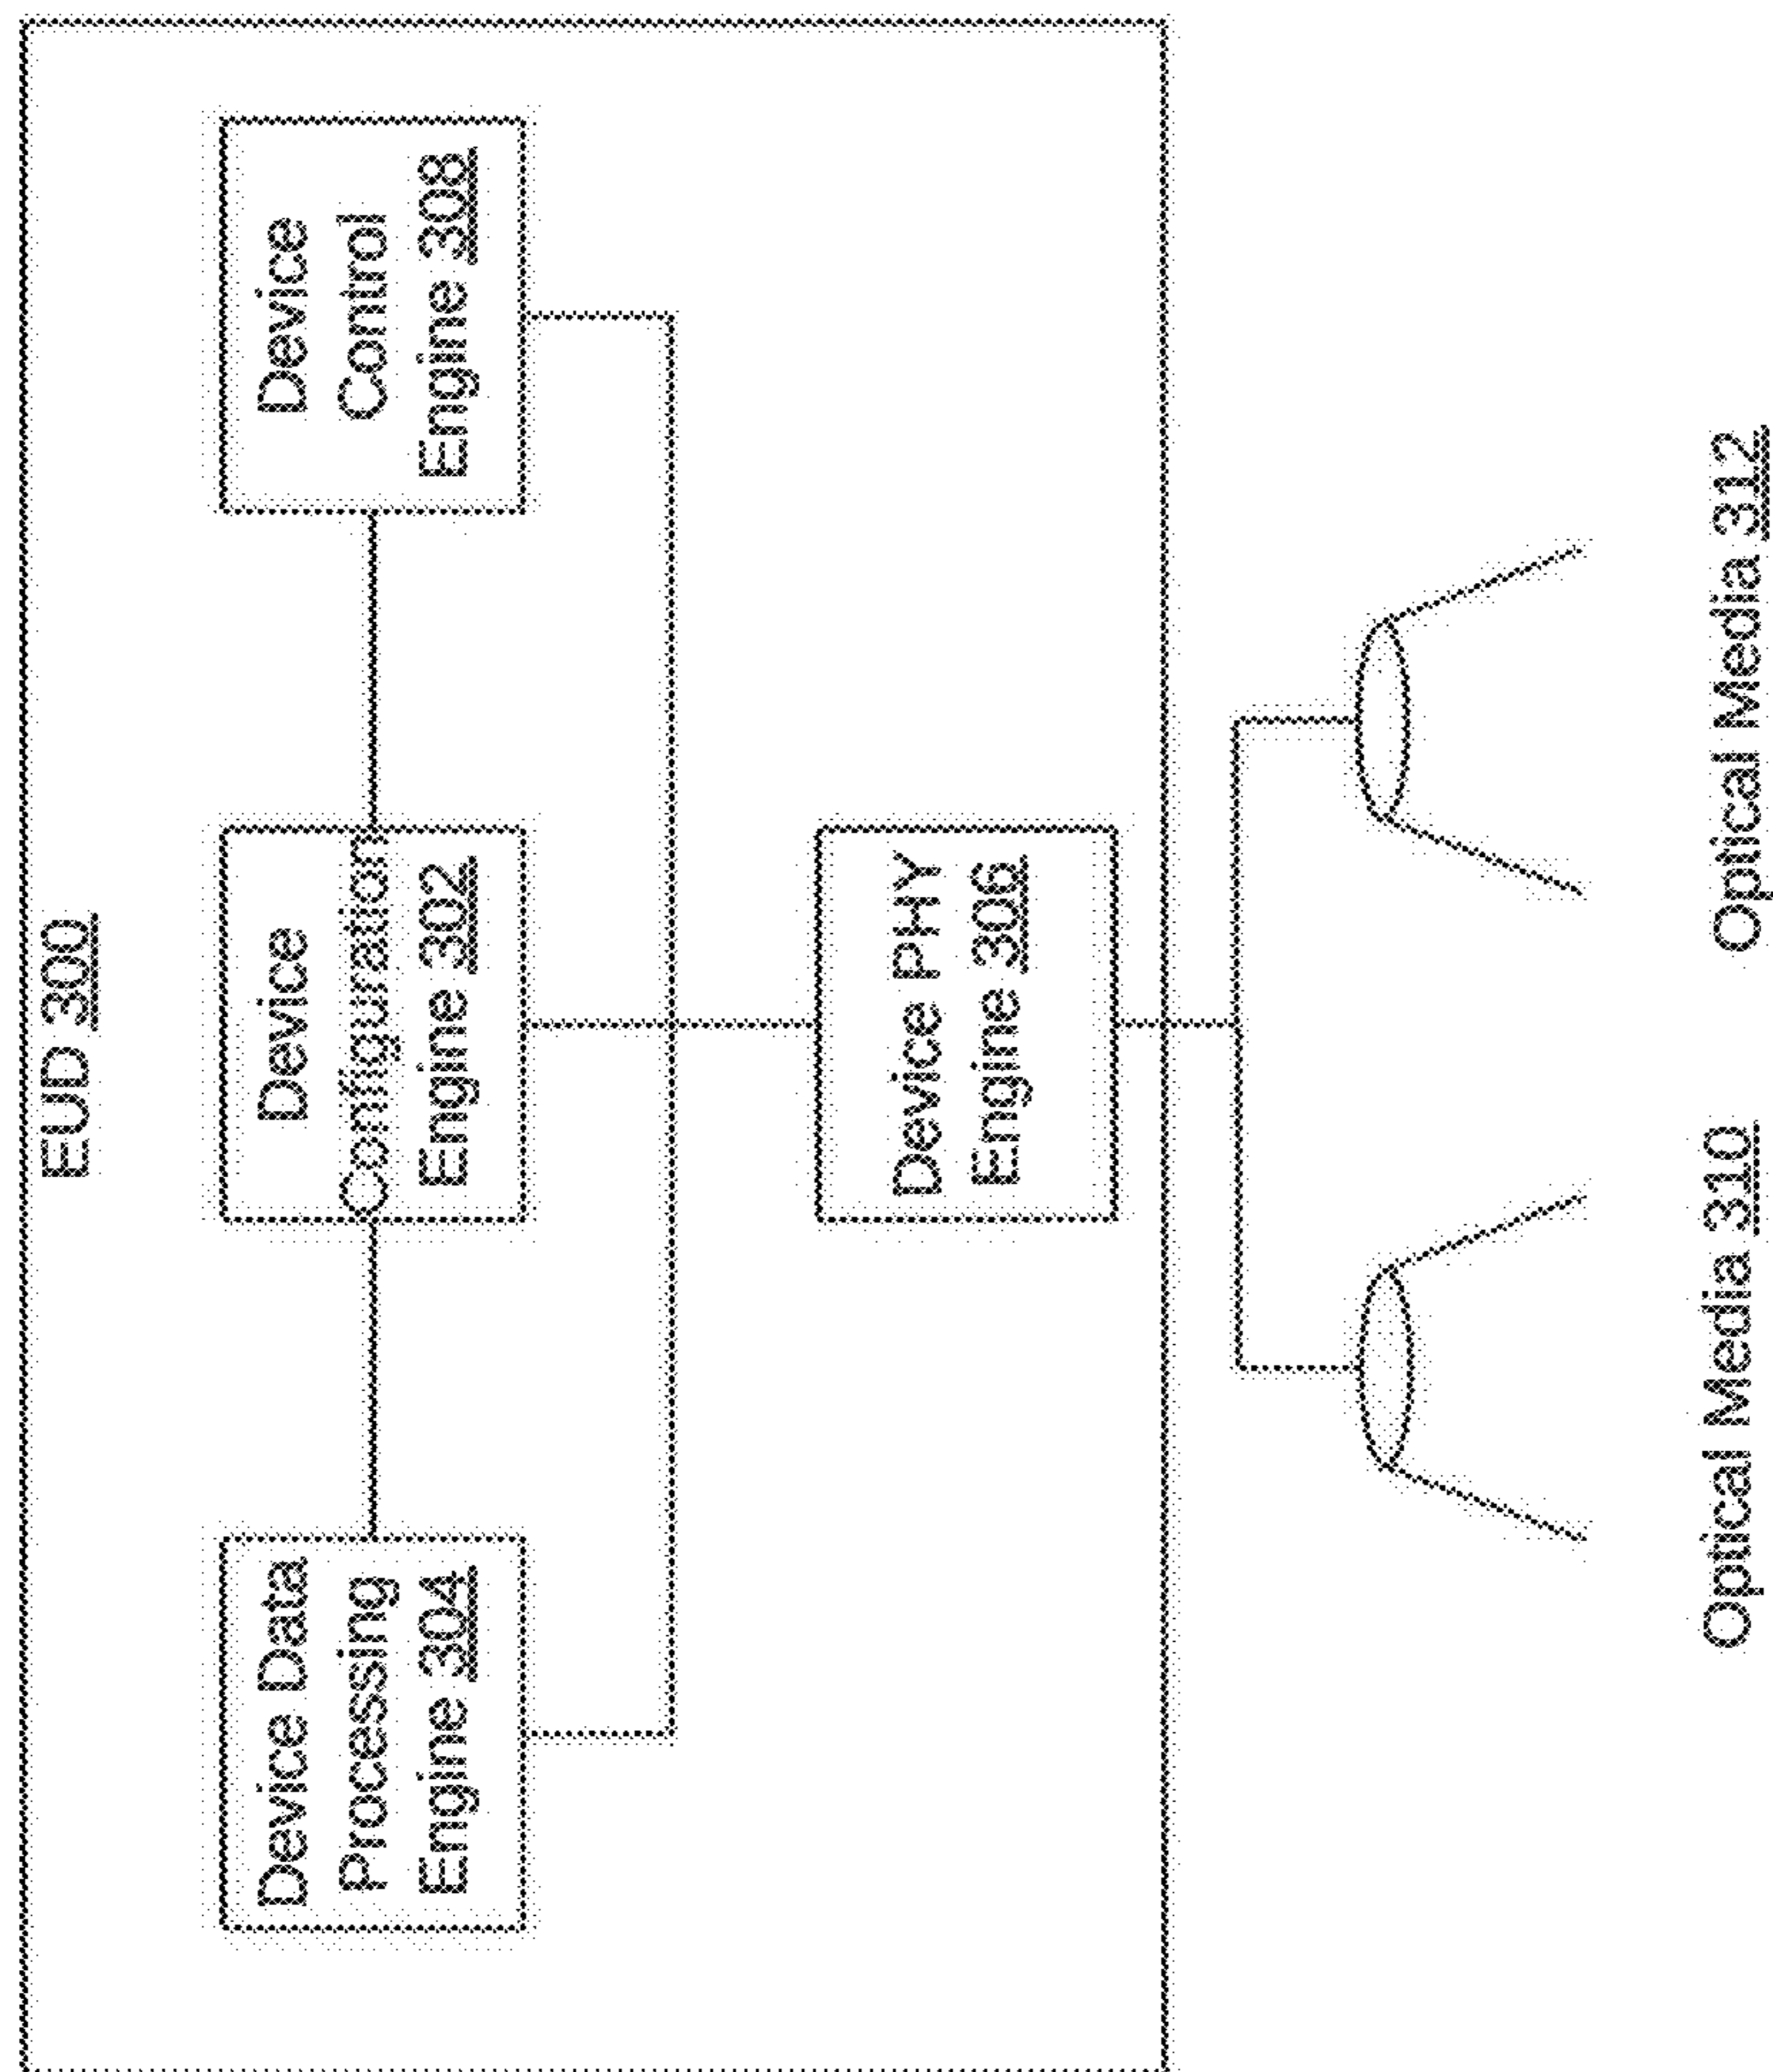 EUD 300
Device Data
Processing
Engine 304
Device
Configuration
Engine 302
Device
Control
Engine 308
Device PHY
Engine 306
Optical Media 310
Optical Media 312